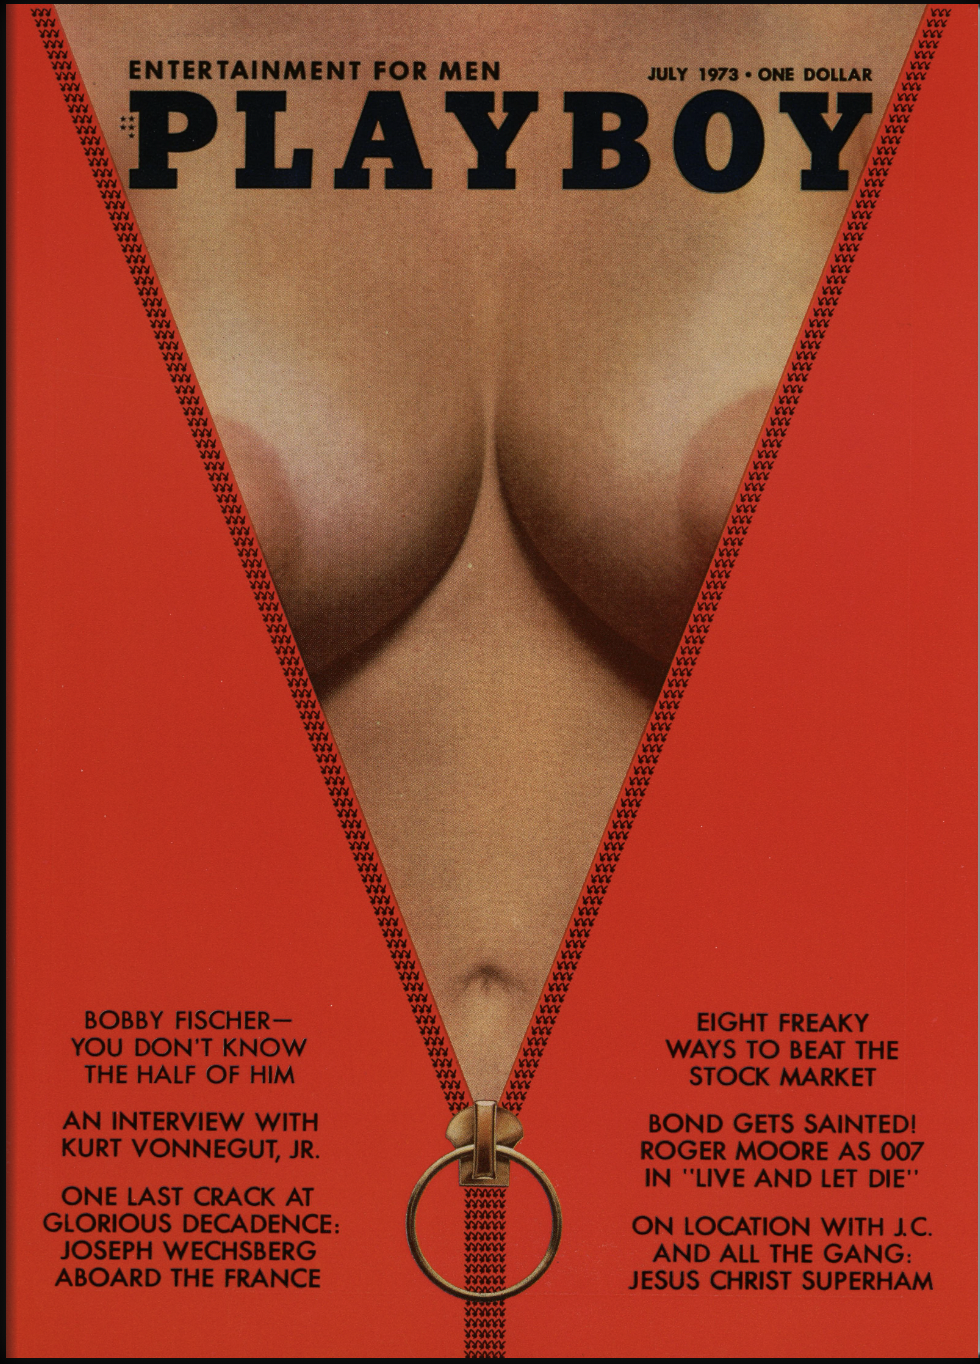 ENTERTAINMENT FOR MEN
JULY 1973 • ONE DOLLAR
PLAYBOY
BOBBY FISCHER—
YOU DON'T KNOW
THE HALF OF HIM
AN INTERVIEW WITH
KURT VONNEGUT, JR.
ONE LAST CRACK AT
GLORIOUS DECADENCE:
JOSEPH WECHSBERG
ABOARD THE FRANCE
EIGHT FREAKY
WAYS TO BEAT THE
STOCK MARKET
BOND GETS SAINTED!
ROGER MOORE AS 007
IN "LIVE AND LET DIE"
ON LOCATION WITH J.C.
AND ALL THE GANG:
JESUS CHRIST SUPERHAM